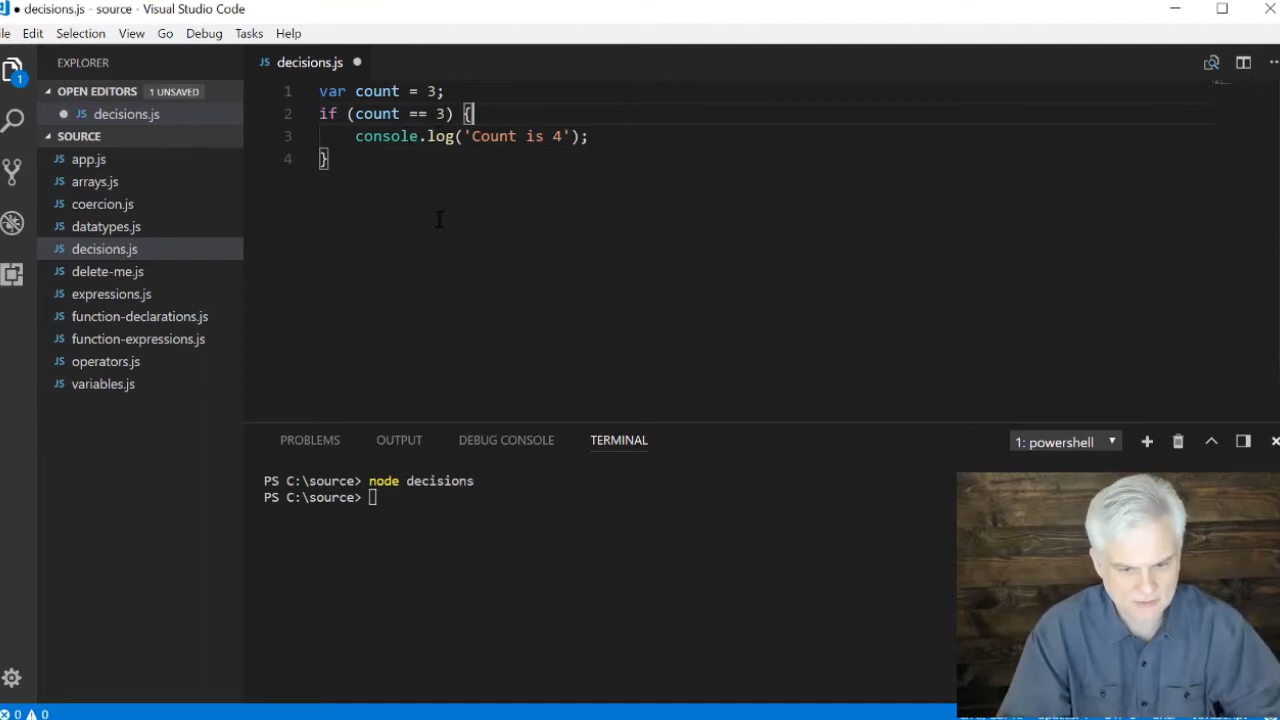 decisions.js - source - Visual Studio Code
Edit Selection View Go Debug Tasks Help
EXPLORER
OPEN EDITORS 1 UNSAVED
JS decisions.js
SOURCE
JS app.js
JS arrays.js
JS coercion.js
JS datatypes.js
JS decisions.js
JS delete-me.js
JS expressions.js
JS function-declarations.js
JS function-expressions.js
JS operators.js
JS variables.js
1
JS decisions.js
1 var count = 3;
2 if (count == 3) {
3 console.log('Count is 4');
4 }
PROBLEMS OUTPUT DEBUG CONSOLE TERMINAL
1: powershell
PS C:\source> node decisions
PS C:\source>
0 0